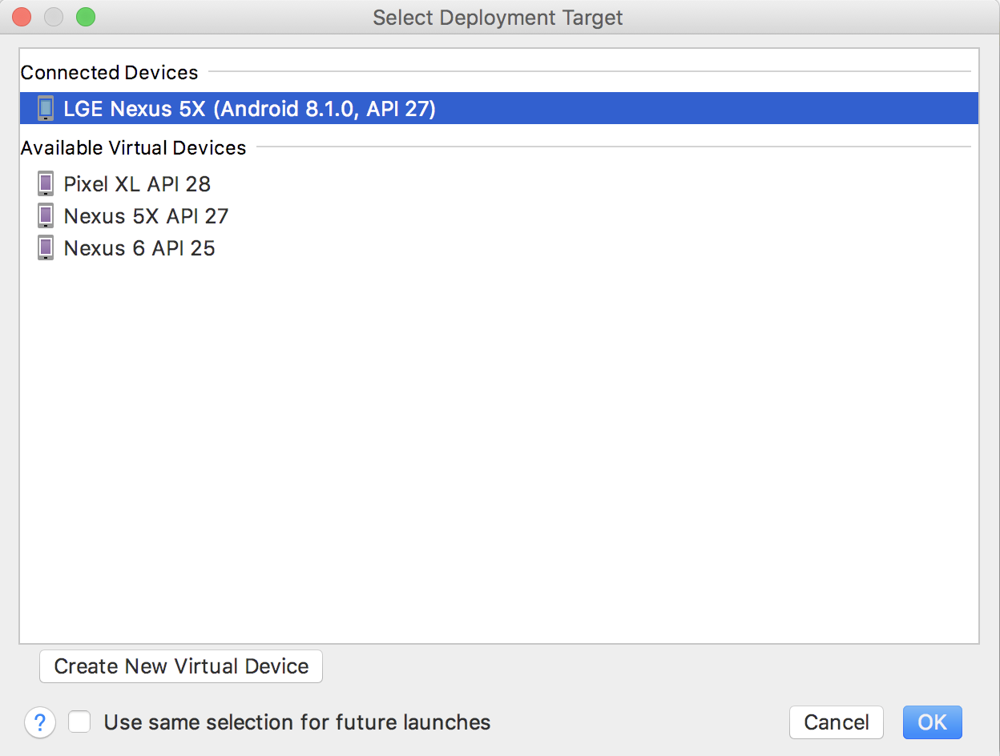 Select Deployment Target
Connected Devices
LGE Nexus 5X (Android 8.1.0, API 27)
Available Virtual Devices
Pixel XL API 28
Nexus 5X API 27
Nexus 6 API 25
Create New Virtual Device
? Use same selection for future launches Cancel OK